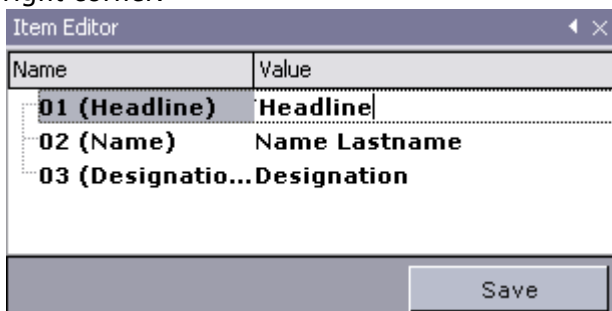 right corner.
Item Editor
Name Value
01 (Headline) Headline
02 (Name) Name Lastname
03 (Designatio... Designation
Save